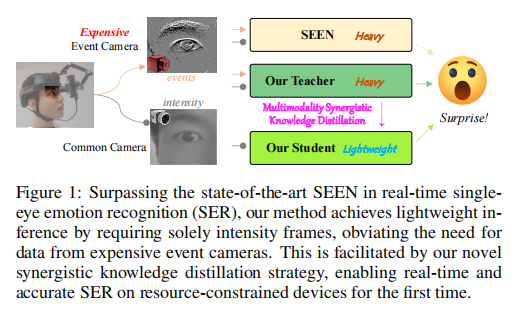 Expensive
Event Camera
events
intensity
Common Camera
SEEN Heavy
Our Teacher Heavy
Multimodality Synergistic
Knowledge Distillation
Our Student Lightweight
Surprise!
Figure 1: Surpassing the state-of-the-art SEEN in real-time single-
eye emotion recognition (SER), our method achieves lightweight in-
ference by requiring solely intensity frames, obviating the need for
data from expensive event cameras. This is facilitated by our novel
synergistic knowledge distillation strategy, enabling real-time and
accurate SER on resource-constrained devices for the first time.